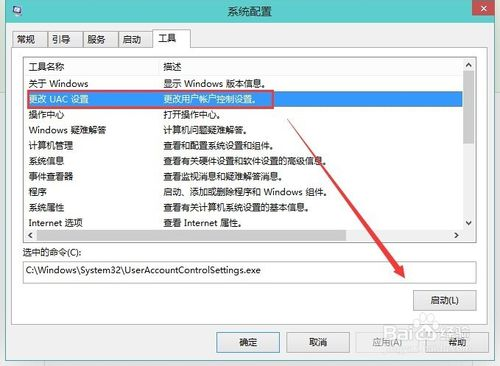 系统配置
常规 引导 服务 启动 工具
工具名称 描述
关于 Windows 显示 Windows 版本信息。
更改 UAC 设置 更改用户帐户控制设置。
操作中心 打开操作中心。
Windows 疑难解答 计算机问题疑难解答。
计算机管理 查看和配置系统设置和组件。
系统信息 查看有关硬件设置和软件设置的高级信息。
事件查看器 查看监视消息和疑难解答消息。
程序 启动、添加或删除程序和 Windows 组件。
系统属性 查看有关计算机系统设置的基本信息。
Internet 选项 查看 Internet 属性。
选中的命令(C):
C:\Windows\System32\UserAccountControlSettings.exe
启动(L)
确定 取消 应用(A) 帮助
Baidu 经验